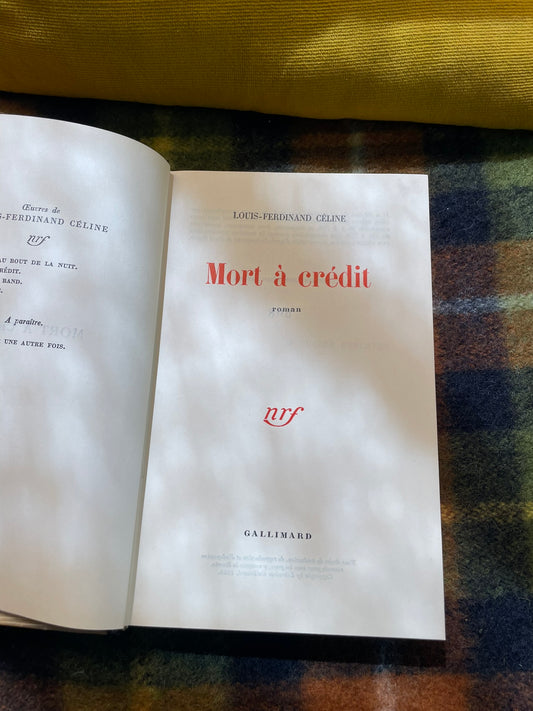 Œuvres de
-FERDINAND CÉLINE
nrf
AU BOUT DE LA NUIT.
CRÉDIT.
BAND.
A paraître.
UNE AUTRE FOIS.
LOUIS-FERDINAND CÉLINE
Mort à crédit
roman
nrf
GALLIMARD